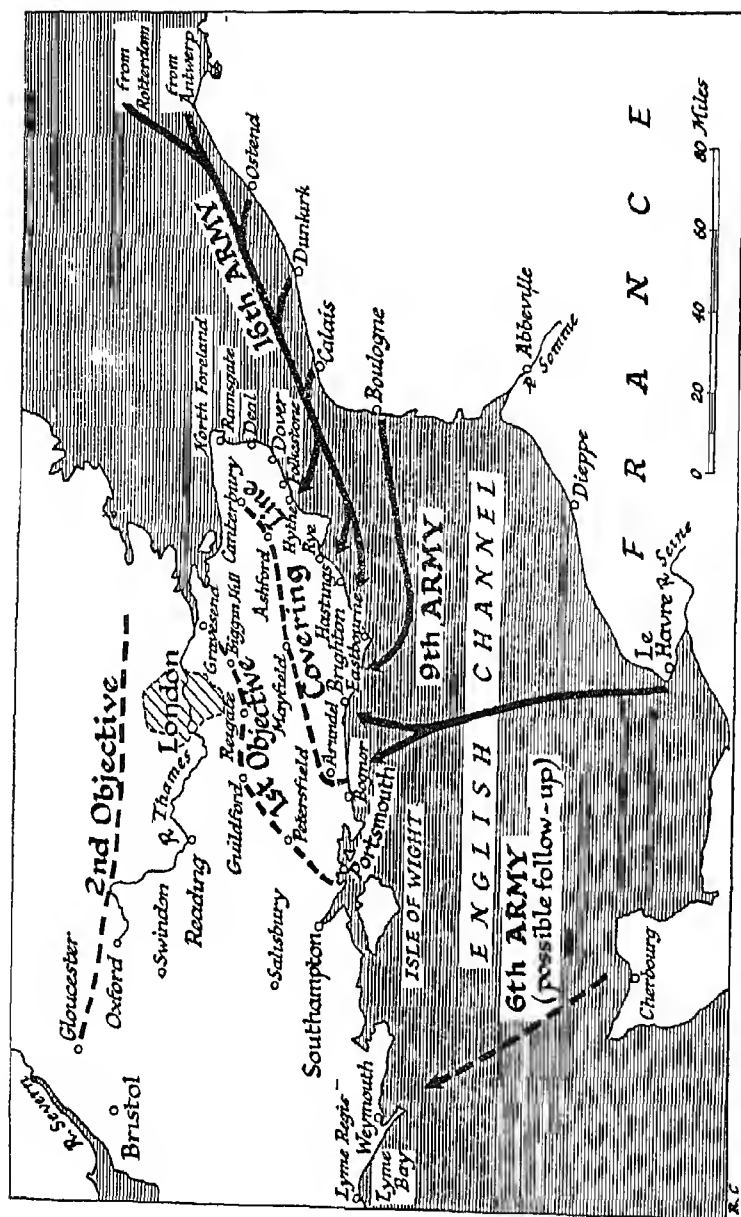 from
Rotterdam
from
Antwerp
16th ARMY
Ostend
Dunkirk
Calais
Boulogne
Abbeville
R. Somme
Dieppe
R. Seine
Le
Havre
F R A N C E
0 20 40 60 80 Miles
North Foreland
Ramsgate
Deal
Dover
Folkestone
Canterbury
Hythe
Rye
Ashford
Hastings
Covering Line
Gravesend
Biggin Hill
Mayfield
Brighton
Eastbourne
Reigate
1st Objective
Arundel
Bognor
Guildford
Petersfield
Portsmouth
London
R. Thames
2nd Objective
Reading
Swindon
Oxford
Gloucester
Salisbury
Southampton
ISLE OF WIGHT
ENGLISH CHANNEL
9th ARMY
6th ARMY
(possible follow-up)
Cherbourg
R. Severn
Bristol
Lyme Regis
Weymouth
Lyme
Bay
R.C